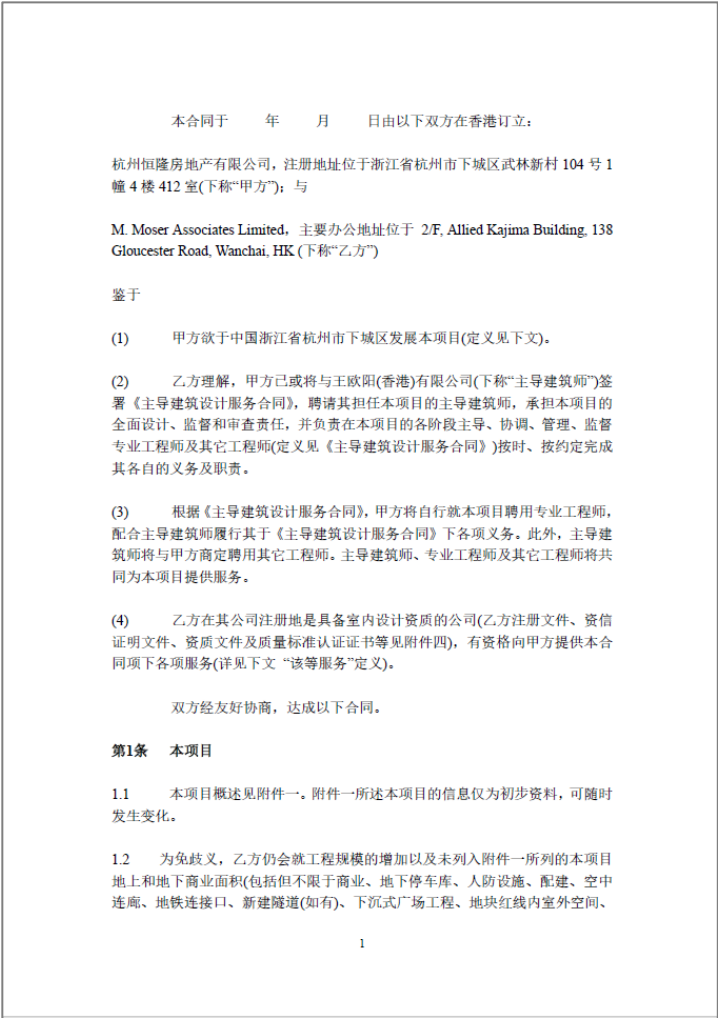 本合同于 年 月 日由以下双方在香港订立：
杭州恒隆房地产有限公司，注册地址位于浙江省杭州市下城区武林新村 104 号 1
幢 4 楼 412 室(下称“甲方”)；与
M. Moser Associates Limited，主要办公地址位于 2/F, Allied Kajima Building, 138
Gloucester Road, Wanchai, HK (下称“乙方”)
鉴于
(1) 甲方欲于中国浙江省杭州市下城区发展本项目(定义见下文)。
(2) 乙方理解，甲方已或将与王欧阳(香港)有限公司(下称“主导建筑师”)签
署《主导建筑设计服务合同》，聘请其担任本项目的主导建筑师，承担本项目的
全面设计、监督和审查责任，并负责在本项目的各阶段主导、协调、管理、监督
专业工程师及其它工程师(定义见《主导建筑设计服务合同》)按时、按约定完成
其各自的义务及职责。
(3) 根据《主导建筑设计服务合同》，甲方将自行就本项目聘用专业工程师，
配合主导建筑师履行其于《主导建筑设计服务合同》下各项义务。此外，主导建
筑师将与甲方商定聘用其它工程师。主导建筑师、专业工程师及其它工程师将共
同为本项目提供服务。
(4) 乙方在其公司注册地是具备室内设计资质的公司(乙方注册文件、资信
证明文件、资质文件及质量标准认证证书等见附件四)，有资格向甲方提供本合
同项下各项服务(详见下文 “该等服务”定义)。
双方经友好协商，达成以下合同。
第1条 本项目
1.1 本项目概述见附件一。附件一所述本项目的信息仅为初步资料，可随时
发生变化。
1.2 为免歧义，乙方仍会就工程规模的增加以及未列入附件一所列的本项目
地上和地下商业面积(包括但不限于商业、地下停车库、人防设施、配建、空中
连廊、地铁连接口、新建隧道(如有)、下沉式广场工程、地块红线内室外空间、
1